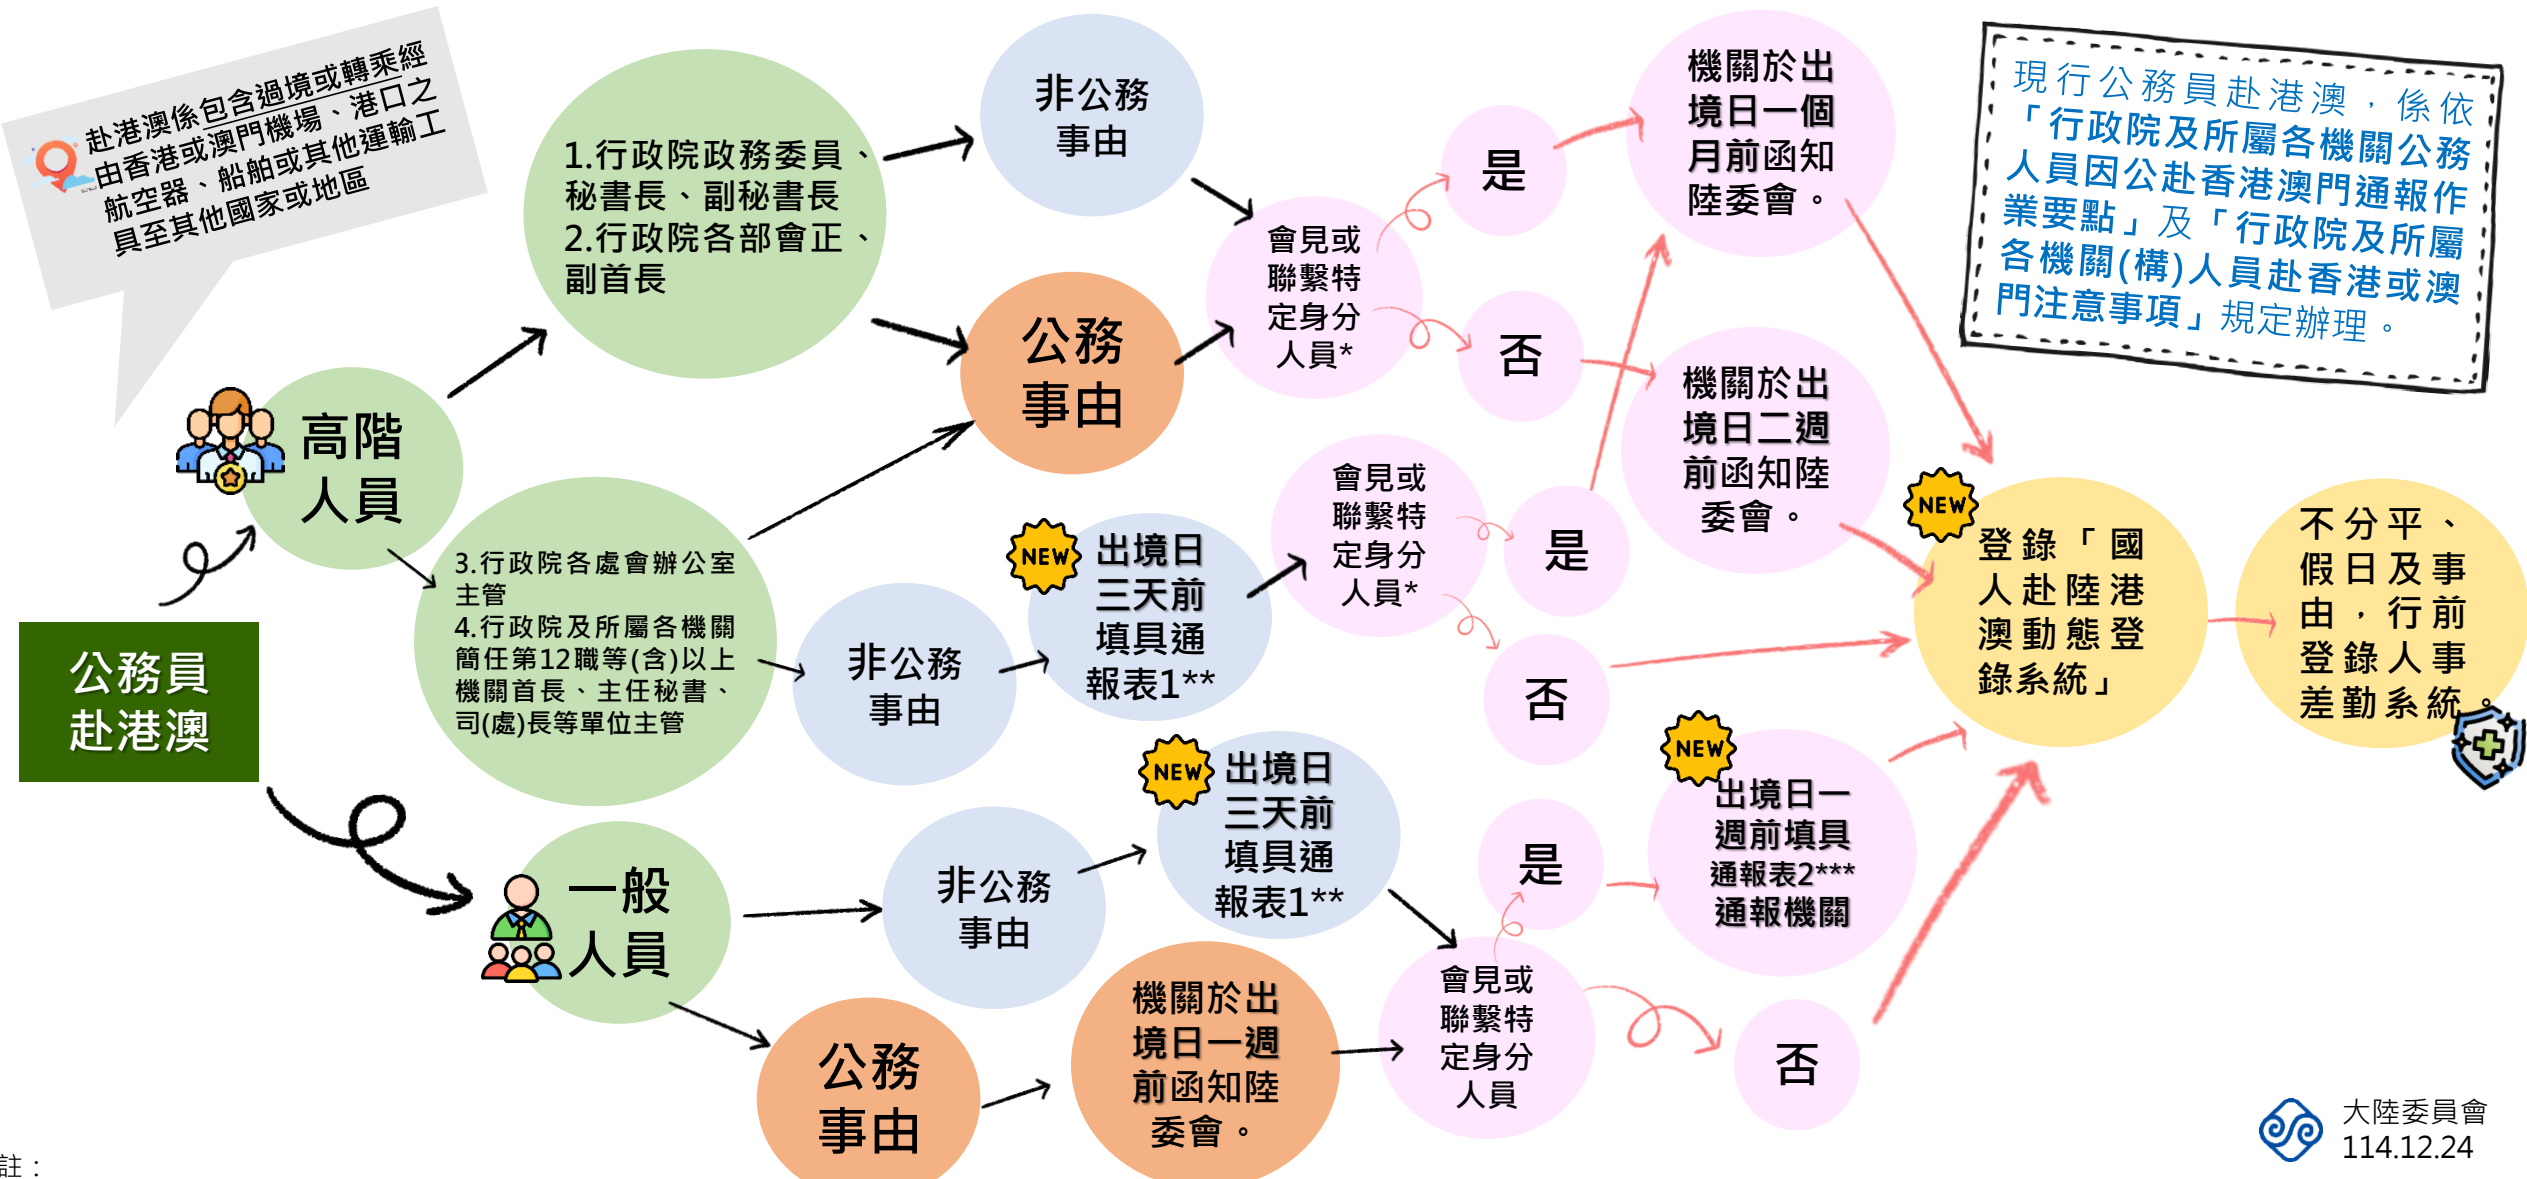 赴港澳係包含過境或轉乘經
由香港或澳門機場、港口之
航空器、船舶或其他運輸工
具至其他國家或地區
公務員
赴港澳
高階
人員
1.行政院政務委員、
秘書長、副秘書長
2.行政院各部會正、
副首長
3.行政院各處會辦公室
主管
4.行政院及所屬各機關
簡任第12職等(含)以上
機關首長、主任秘書、
司(處)長等單位主管
非公務
事由
公務
事由
會見或
聯繫特
定身分
人員*
是
否
機關於出
境日一個
月前函知
陸委會。
機關於出
境日二週
前函知陸
委會。
非公務
事由
NEW
出境日
三天前
填具通
報表1**
會見或
聯繫特
定身分
人員*
是
否
一般
人員
非公務
事由
NEW
出境日
三天前
填具通
報表1**
公務
事由
機關於出
境日一週
前函知陸
委會。
會見或
聯繫特
定身分
人員
是
NEW
出境日一
週前填具
通報表2***
通報機關
否
NEW
登錄「國
人赴陸港
澳動態登
錄系統」
不分平、
假日及事
由，行前
登錄人事
差勤系統。
現行公務員赴港澳，係依
「行政院及所屬各機關公務
人員因公赴香港澳門通報作
業要點」及「行政院及所屬
各機關(構)人員赴香港或澳
門注意事項」規定辦理。
大陸委員會
114.12.24
註：